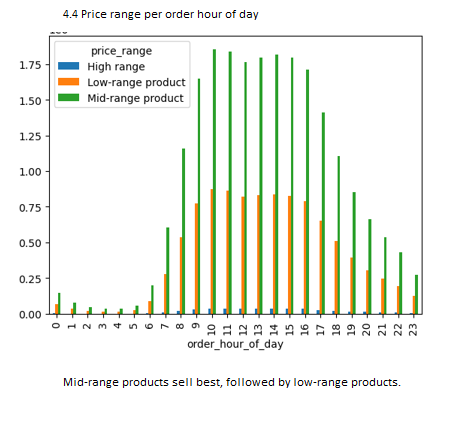 4.4 Price range per order hour of day
price_range
High range
Low-range product
Mid-range product
1.75
1.50
1.25
1.00
0.75
0.50
0.25
0.00
0 1 2 3 4 5 6 7 8 9 10 11 12 13 14 15 16 17 18 19 20 21 22 23
order_hour_of_day
Mid-range products sell best, followed by low-range products.